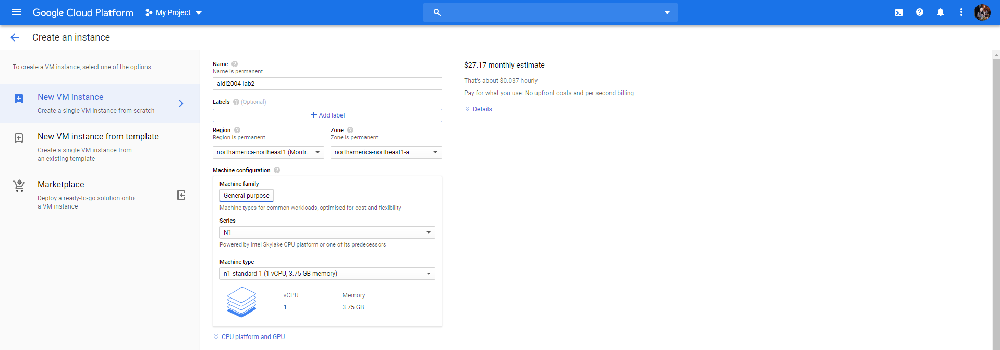 Google Cloud Platform
My Project
Create an instance
To create a VM instance, select one of the options:
New VM instance
Create a single VM instance from scratch
New VM instance from template
Create a single VM instance from
an existing template
Marketplace
Deploy a ready-to-go solution onto
a VM instance
Name
Name is permanent
aidi2004-lab2
Labels (Optional)
Add label
Region
Region is permanent
northamerica-northeast1 (Montr...
Zone
Zone is permanent
northamerica-northeast1-a
Machine configuration
Machine family
General-purpose
Machine types for common workloads, optimised for cost and flexibility
Series
N1
Powered by Intel Skylake CPU platform or one of its predecessors
Machine type
n1-standard-1 (1 vCPU, 3.75 GB memory)
vCPU
1
Memory
3.75 GB
CPU platform and GPU
$27.17 monthly estimate
That's about $0.037 hourly
Pay for what you use: No upfront costs and per second billing
Details